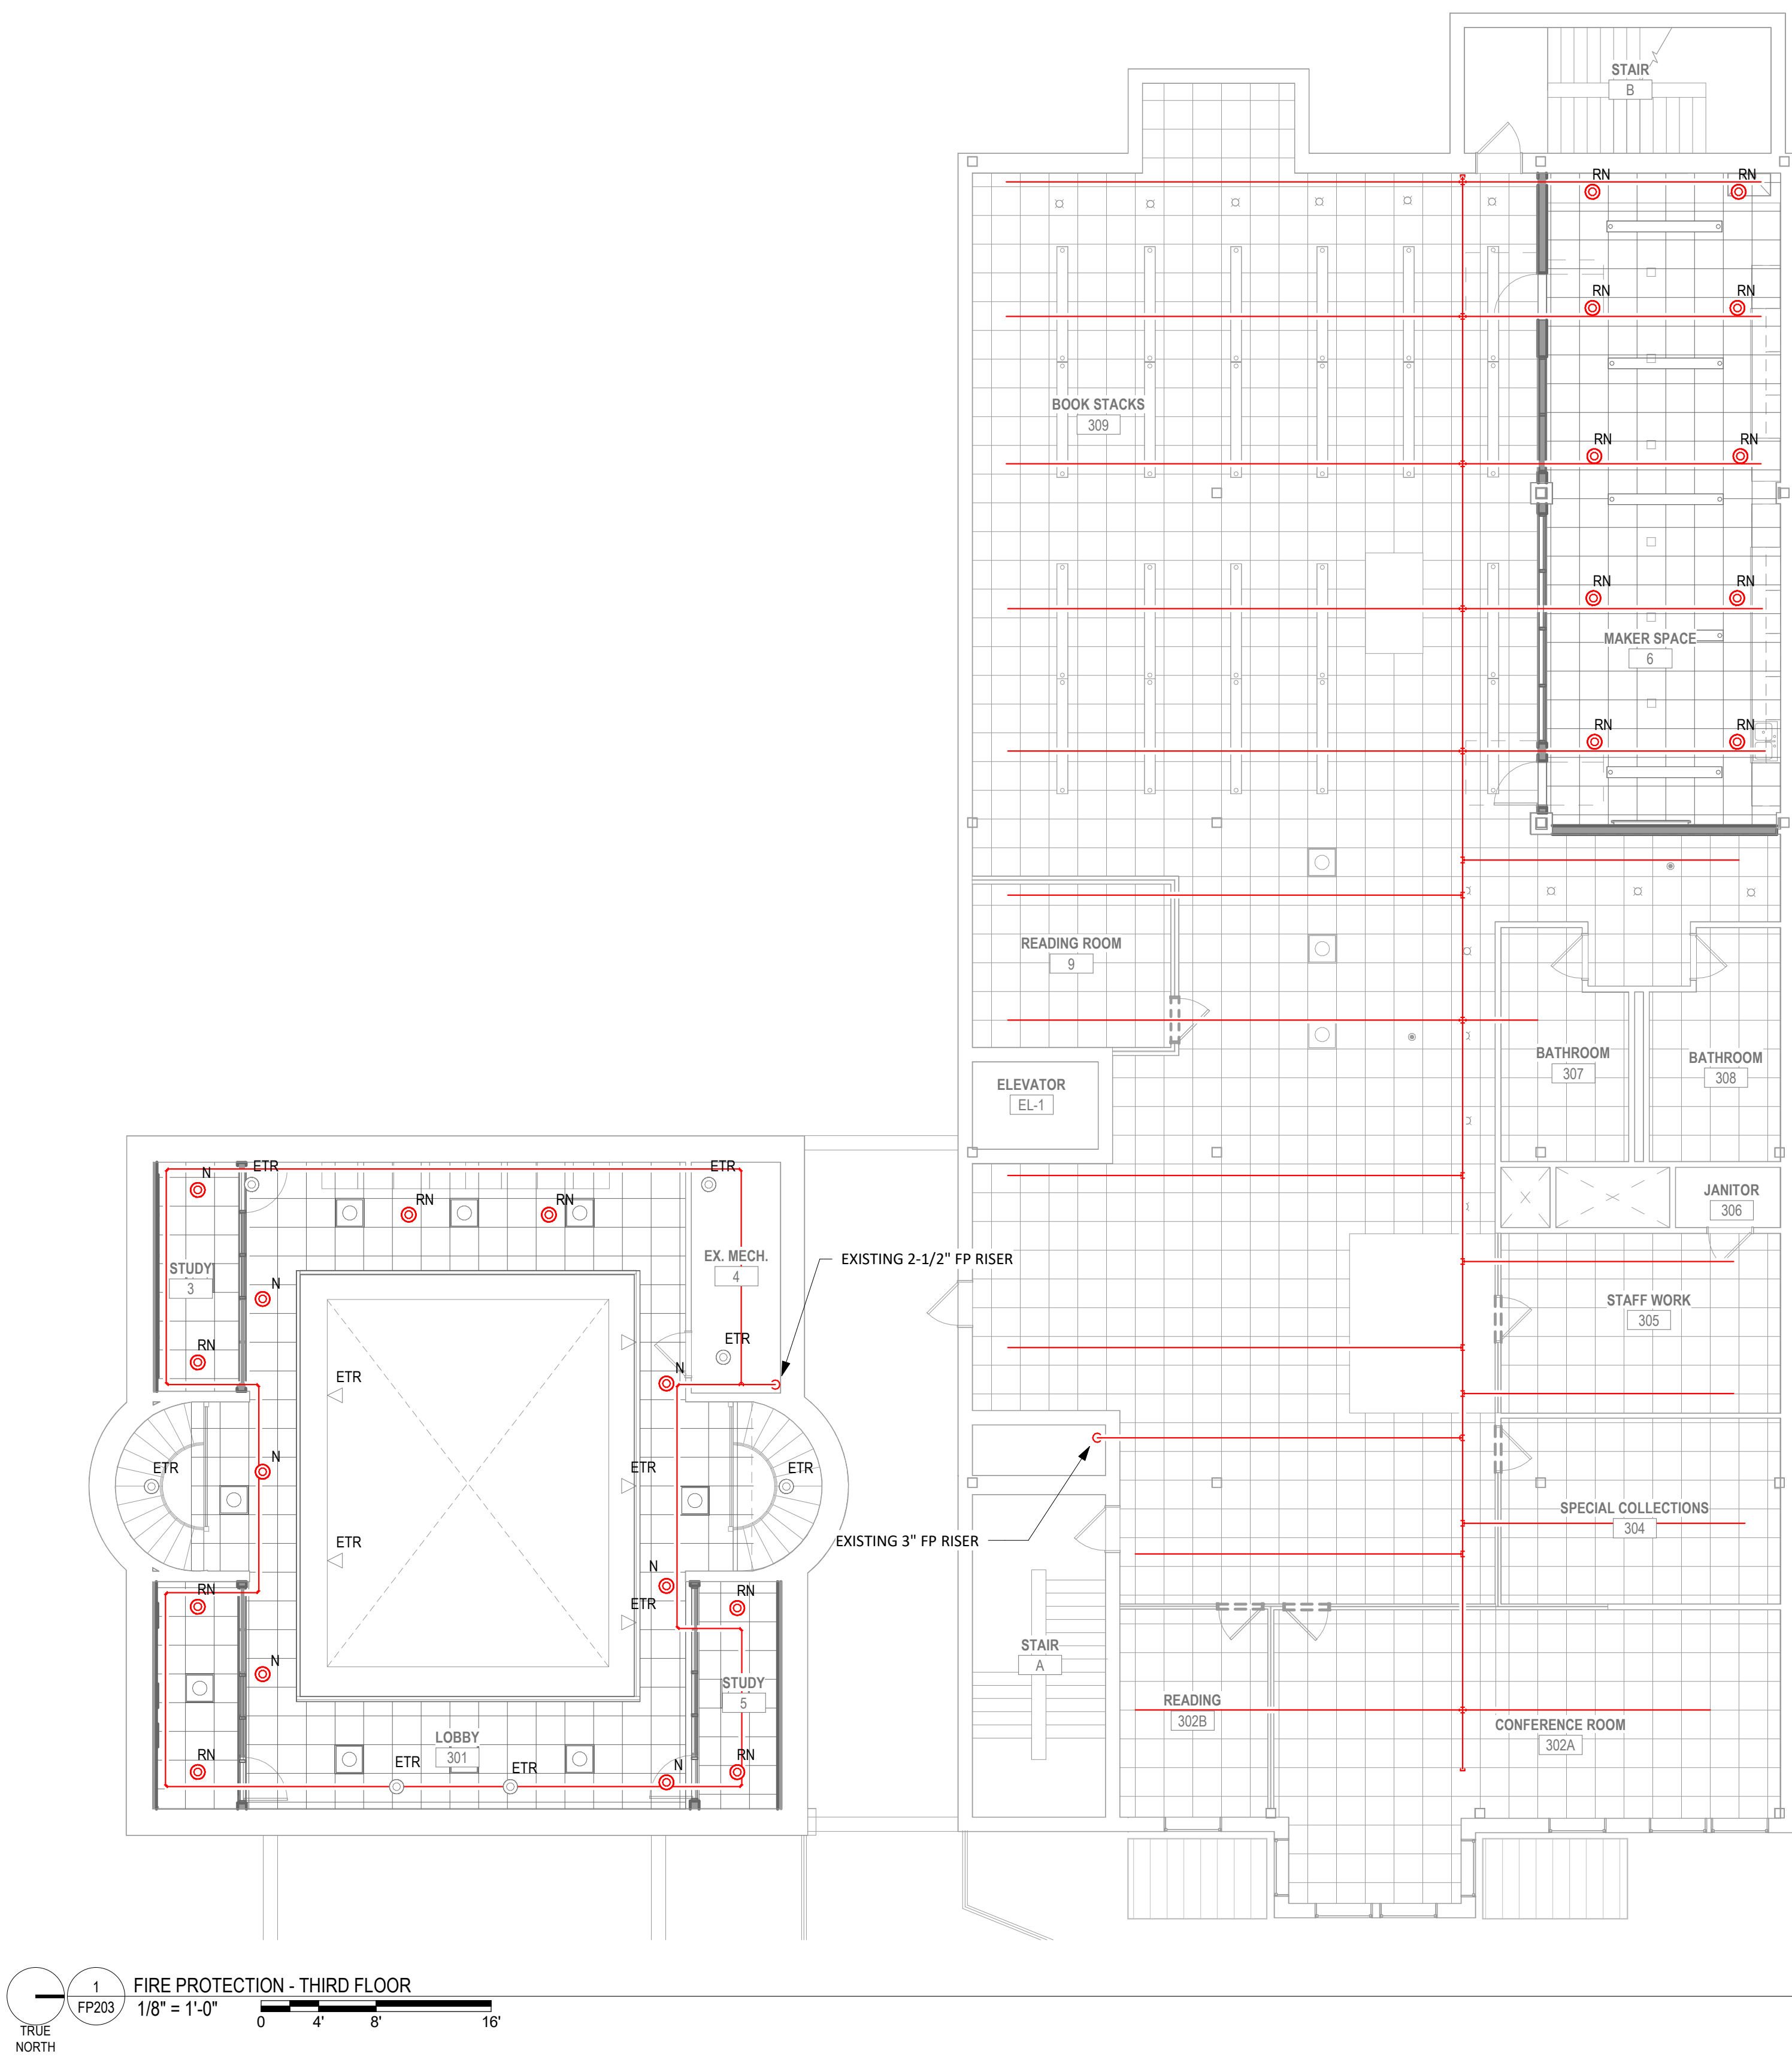 STAIR
B
RN
RN
RN
RN
BOOK STACKS
309
RN
RN
RN
RN
MAKER SPACE
6
RN
RN
READING ROOM
9
ELEVATOR
EL-1
BATHROOM
307
BATHROOM
308
JANITOR
306
N
ETR
ETR
RN
RN
EX. MECH.
4
EXISTING 2-1/2" FP RISER
STUDY
3
N
STAFF WORK
305
RN
ETR
ETR
N
N
ETR
ETR
ETR
SPECIAL COLLECTIONS
304
EXISTING 3" FP RISER
ETR
N
RN
RN
ETR
STAIR
A
N
STUDY
5
READING
302B
CONFERENCE ROOM
302A
LOBBY
301
RN
ETR
ETR
N
RN
1
FP203
FIRE PROTECTION - THIRD FLOOR
1/8" = 1'-0"
0
4'
8'
16'
TRUE
NORTH